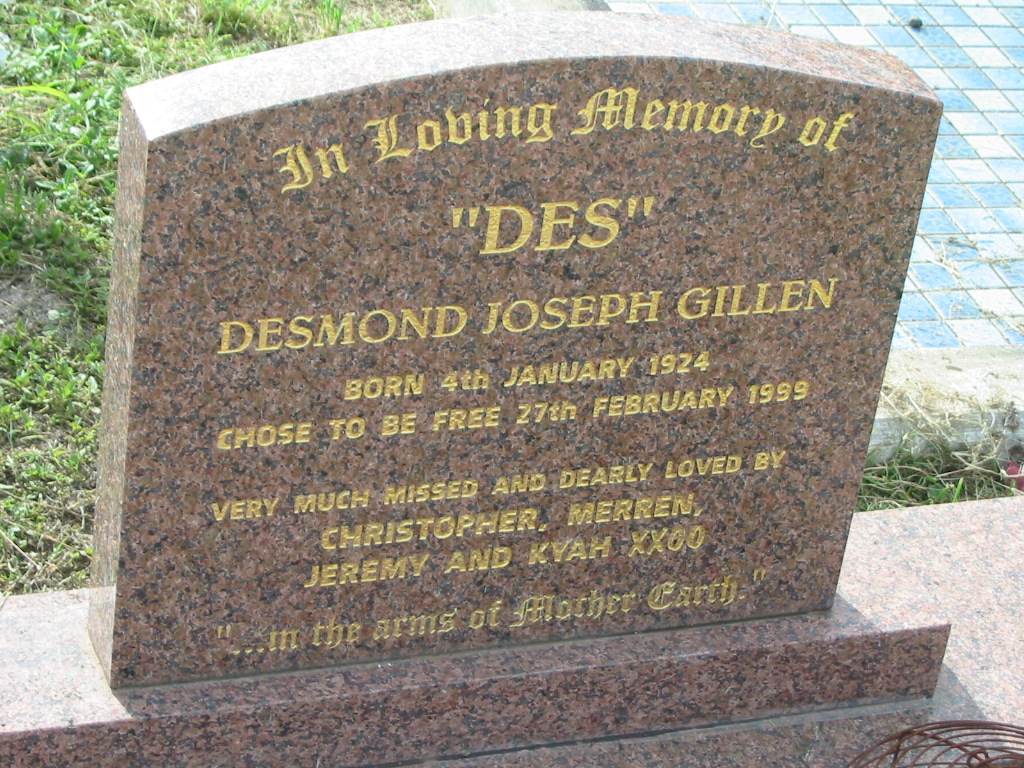 In Loving Memory of
"DES"
DESMOND JOSEPH GILLEN
BORN 4th JANUARY 1924
CHOSE TO BE FREE 27th FEBRUARY 1999
VERY MUCH MISSED AND DEARLY LOVED BY
CHRISTOPHER, MERREN,
JEREMY AND KYAH XXOO
"...in the arms of Mother Earth."